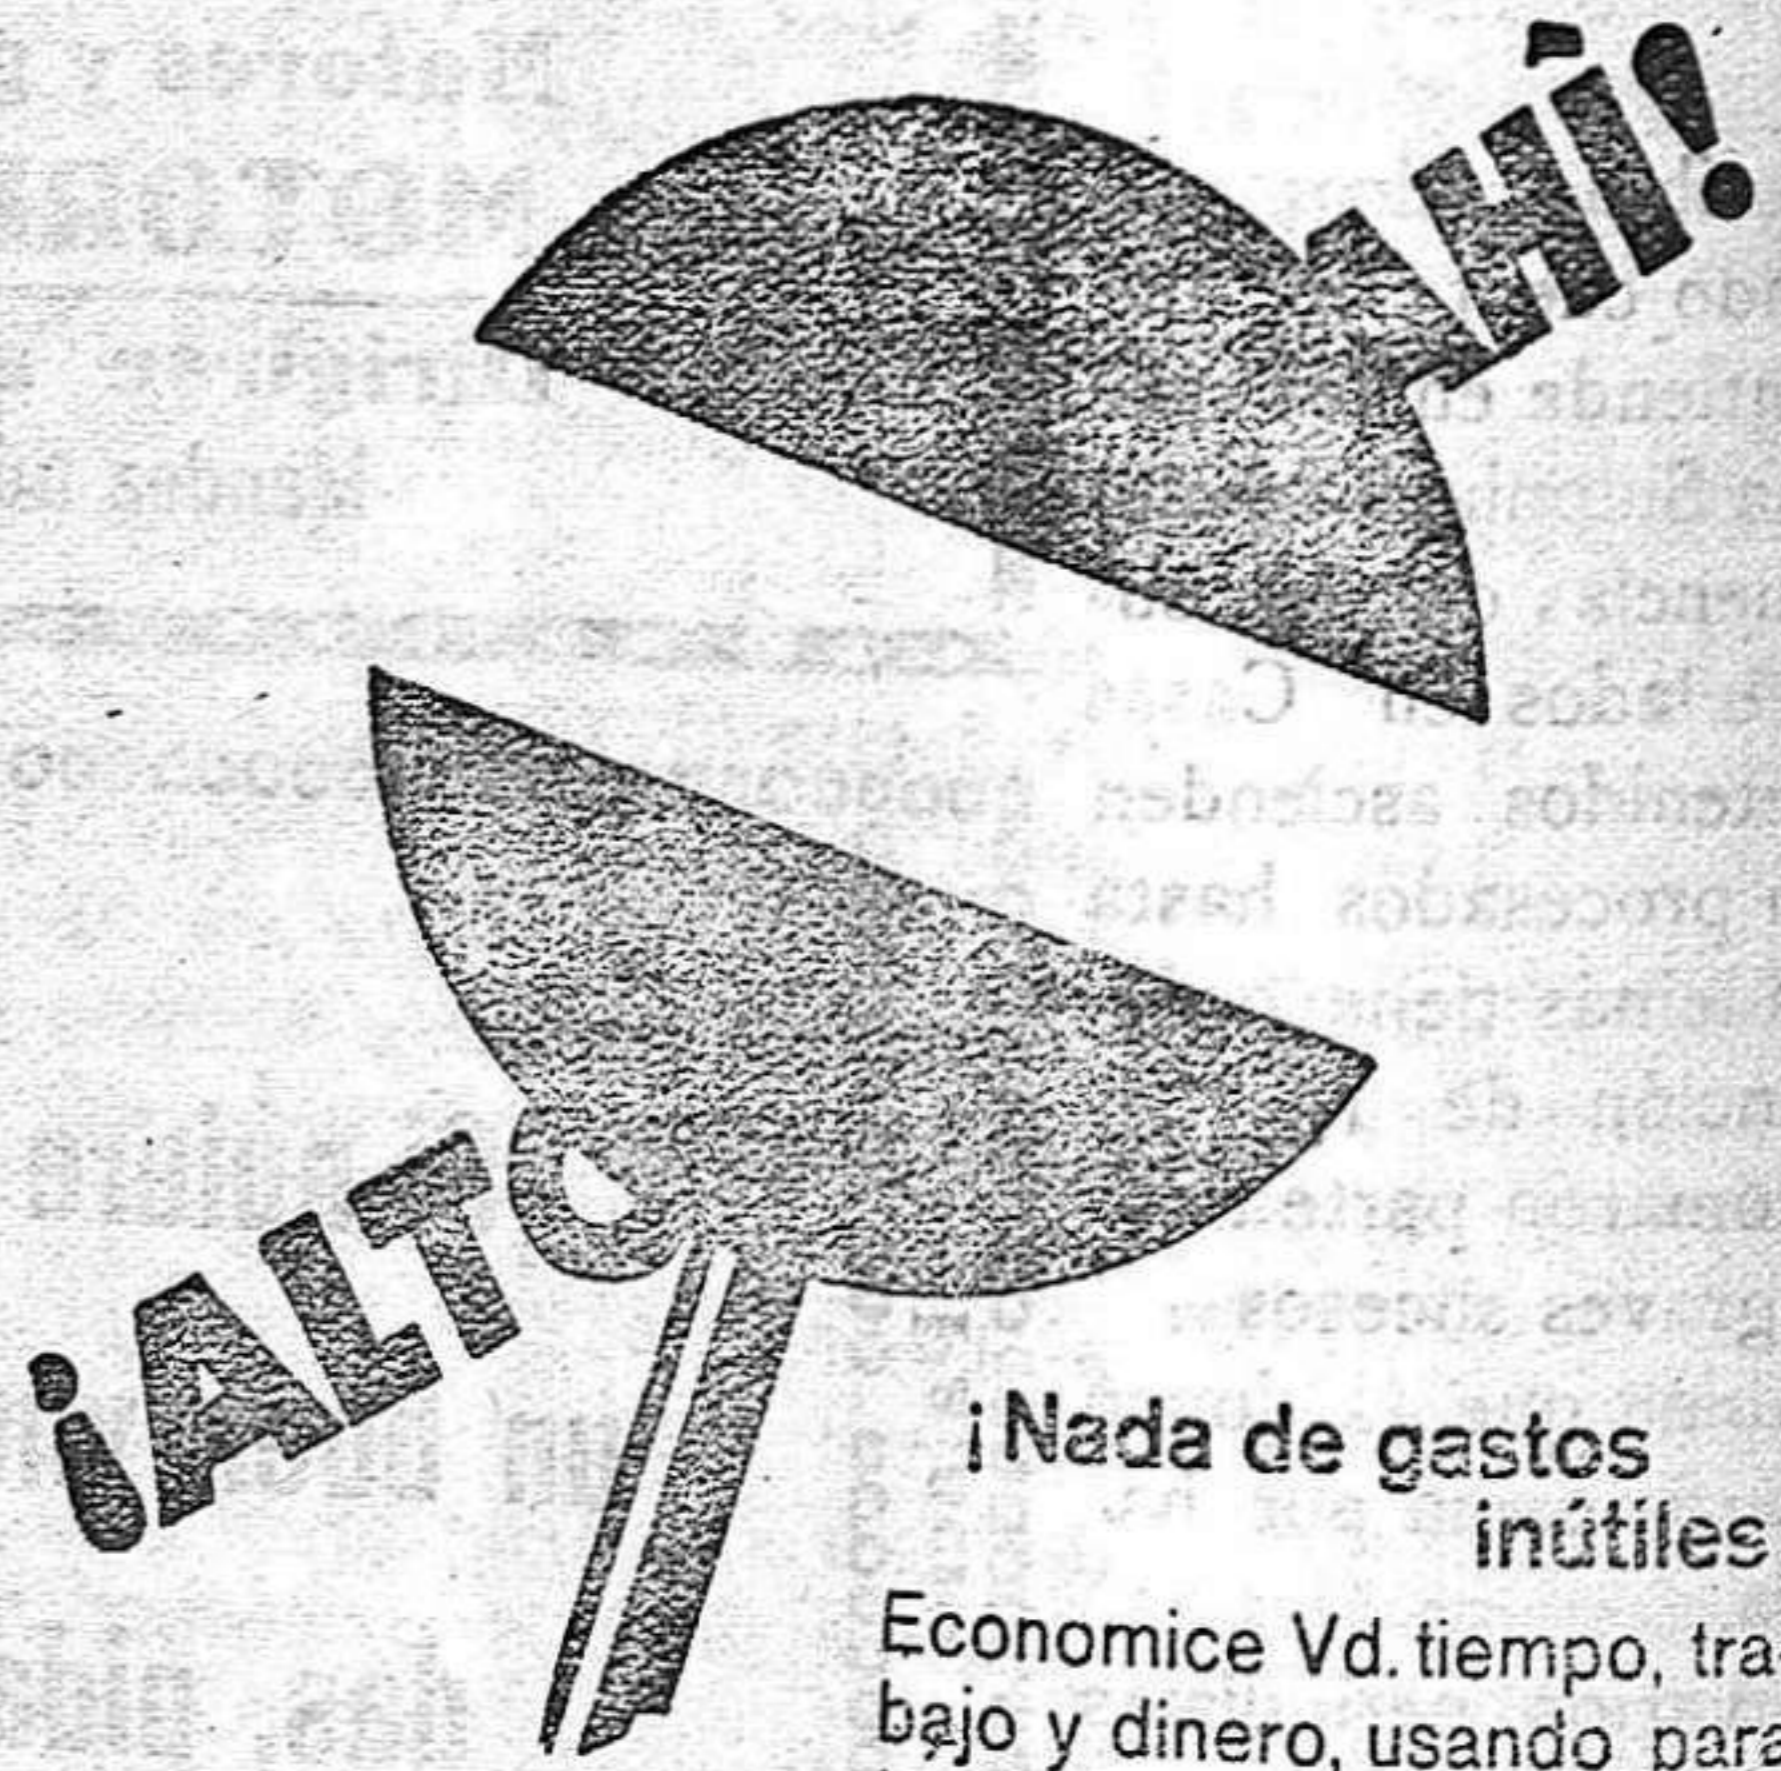 ¡ALTO
AHÍ!
¡Nada de gastos
inútiles
Economice Vd. tiempo, tra-
bajo y dinero, usando para